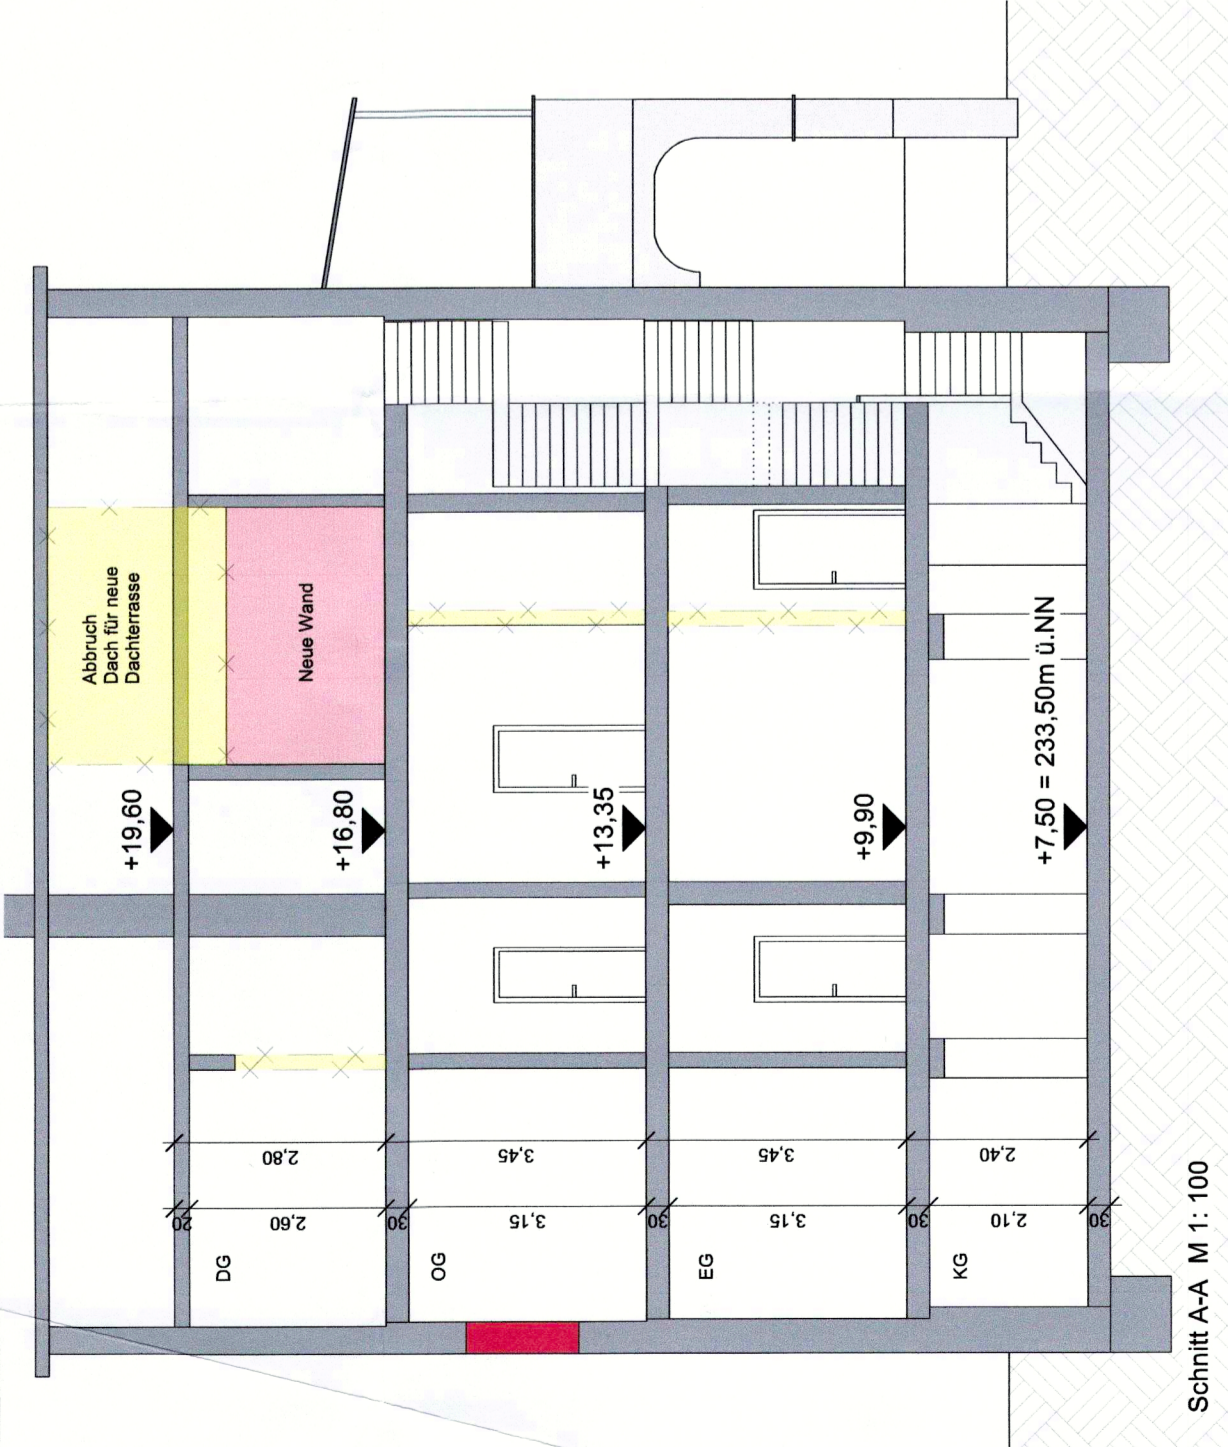 Abbruch
Dach für neue
Dachterrasse
Neue Wand
+19,60
+16,80
+13,35
+9,90
+7,50 = 233,50m ü.NN
2,80
3,45
3,45
2,40
20
2,60
30
3,15
30
3,15
30
2,10
30
DG
OG
EG
KG
Schnitt A-A M 1: 100